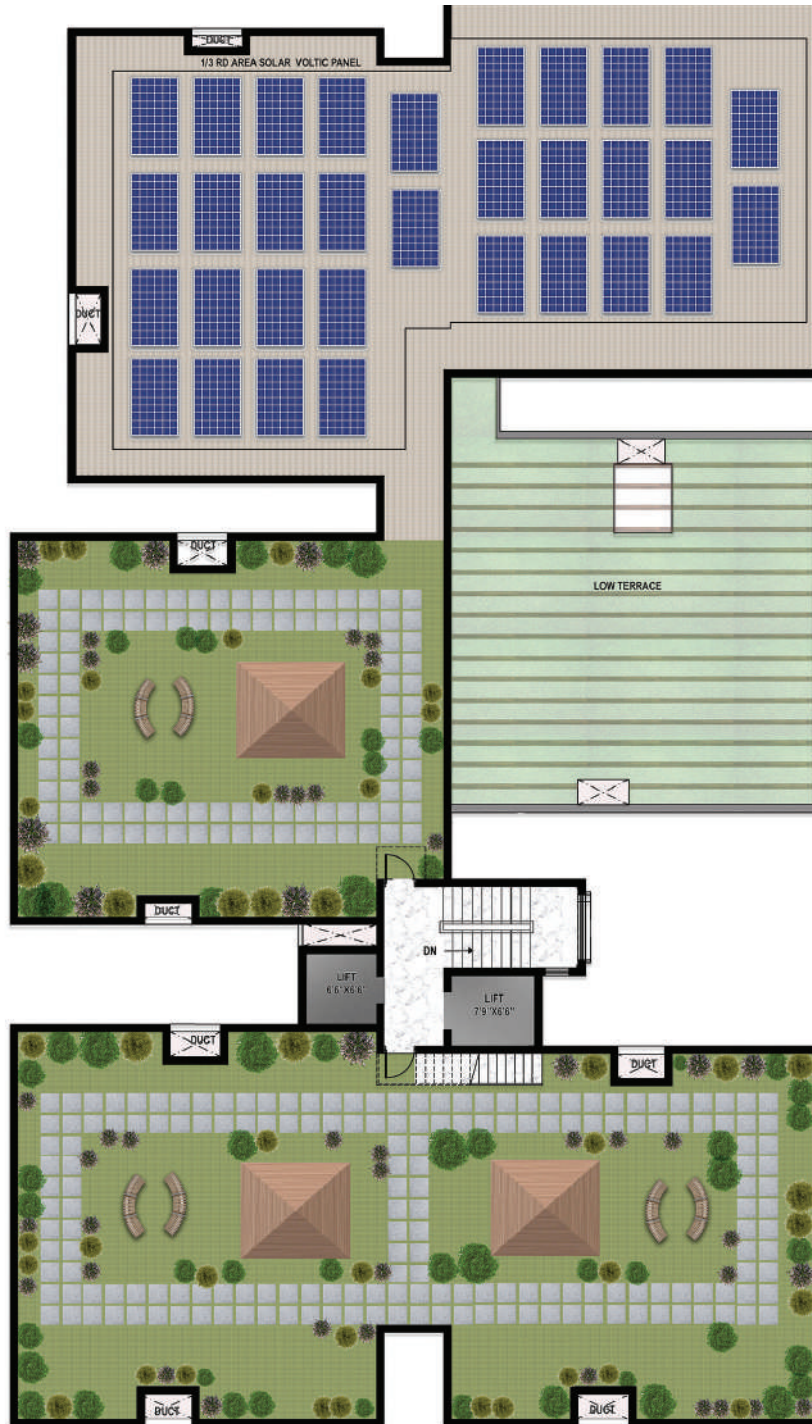 DUCT
1/3 RD AREA SOLAR VOLTIC PANEL
DUCT
DUCT
LOW TERRACE
DUCT
DN
LIFT
6'6"X6'6"
LIFT
7'9"X6'6"
DUCT
DUCT
DUCT
DUCT